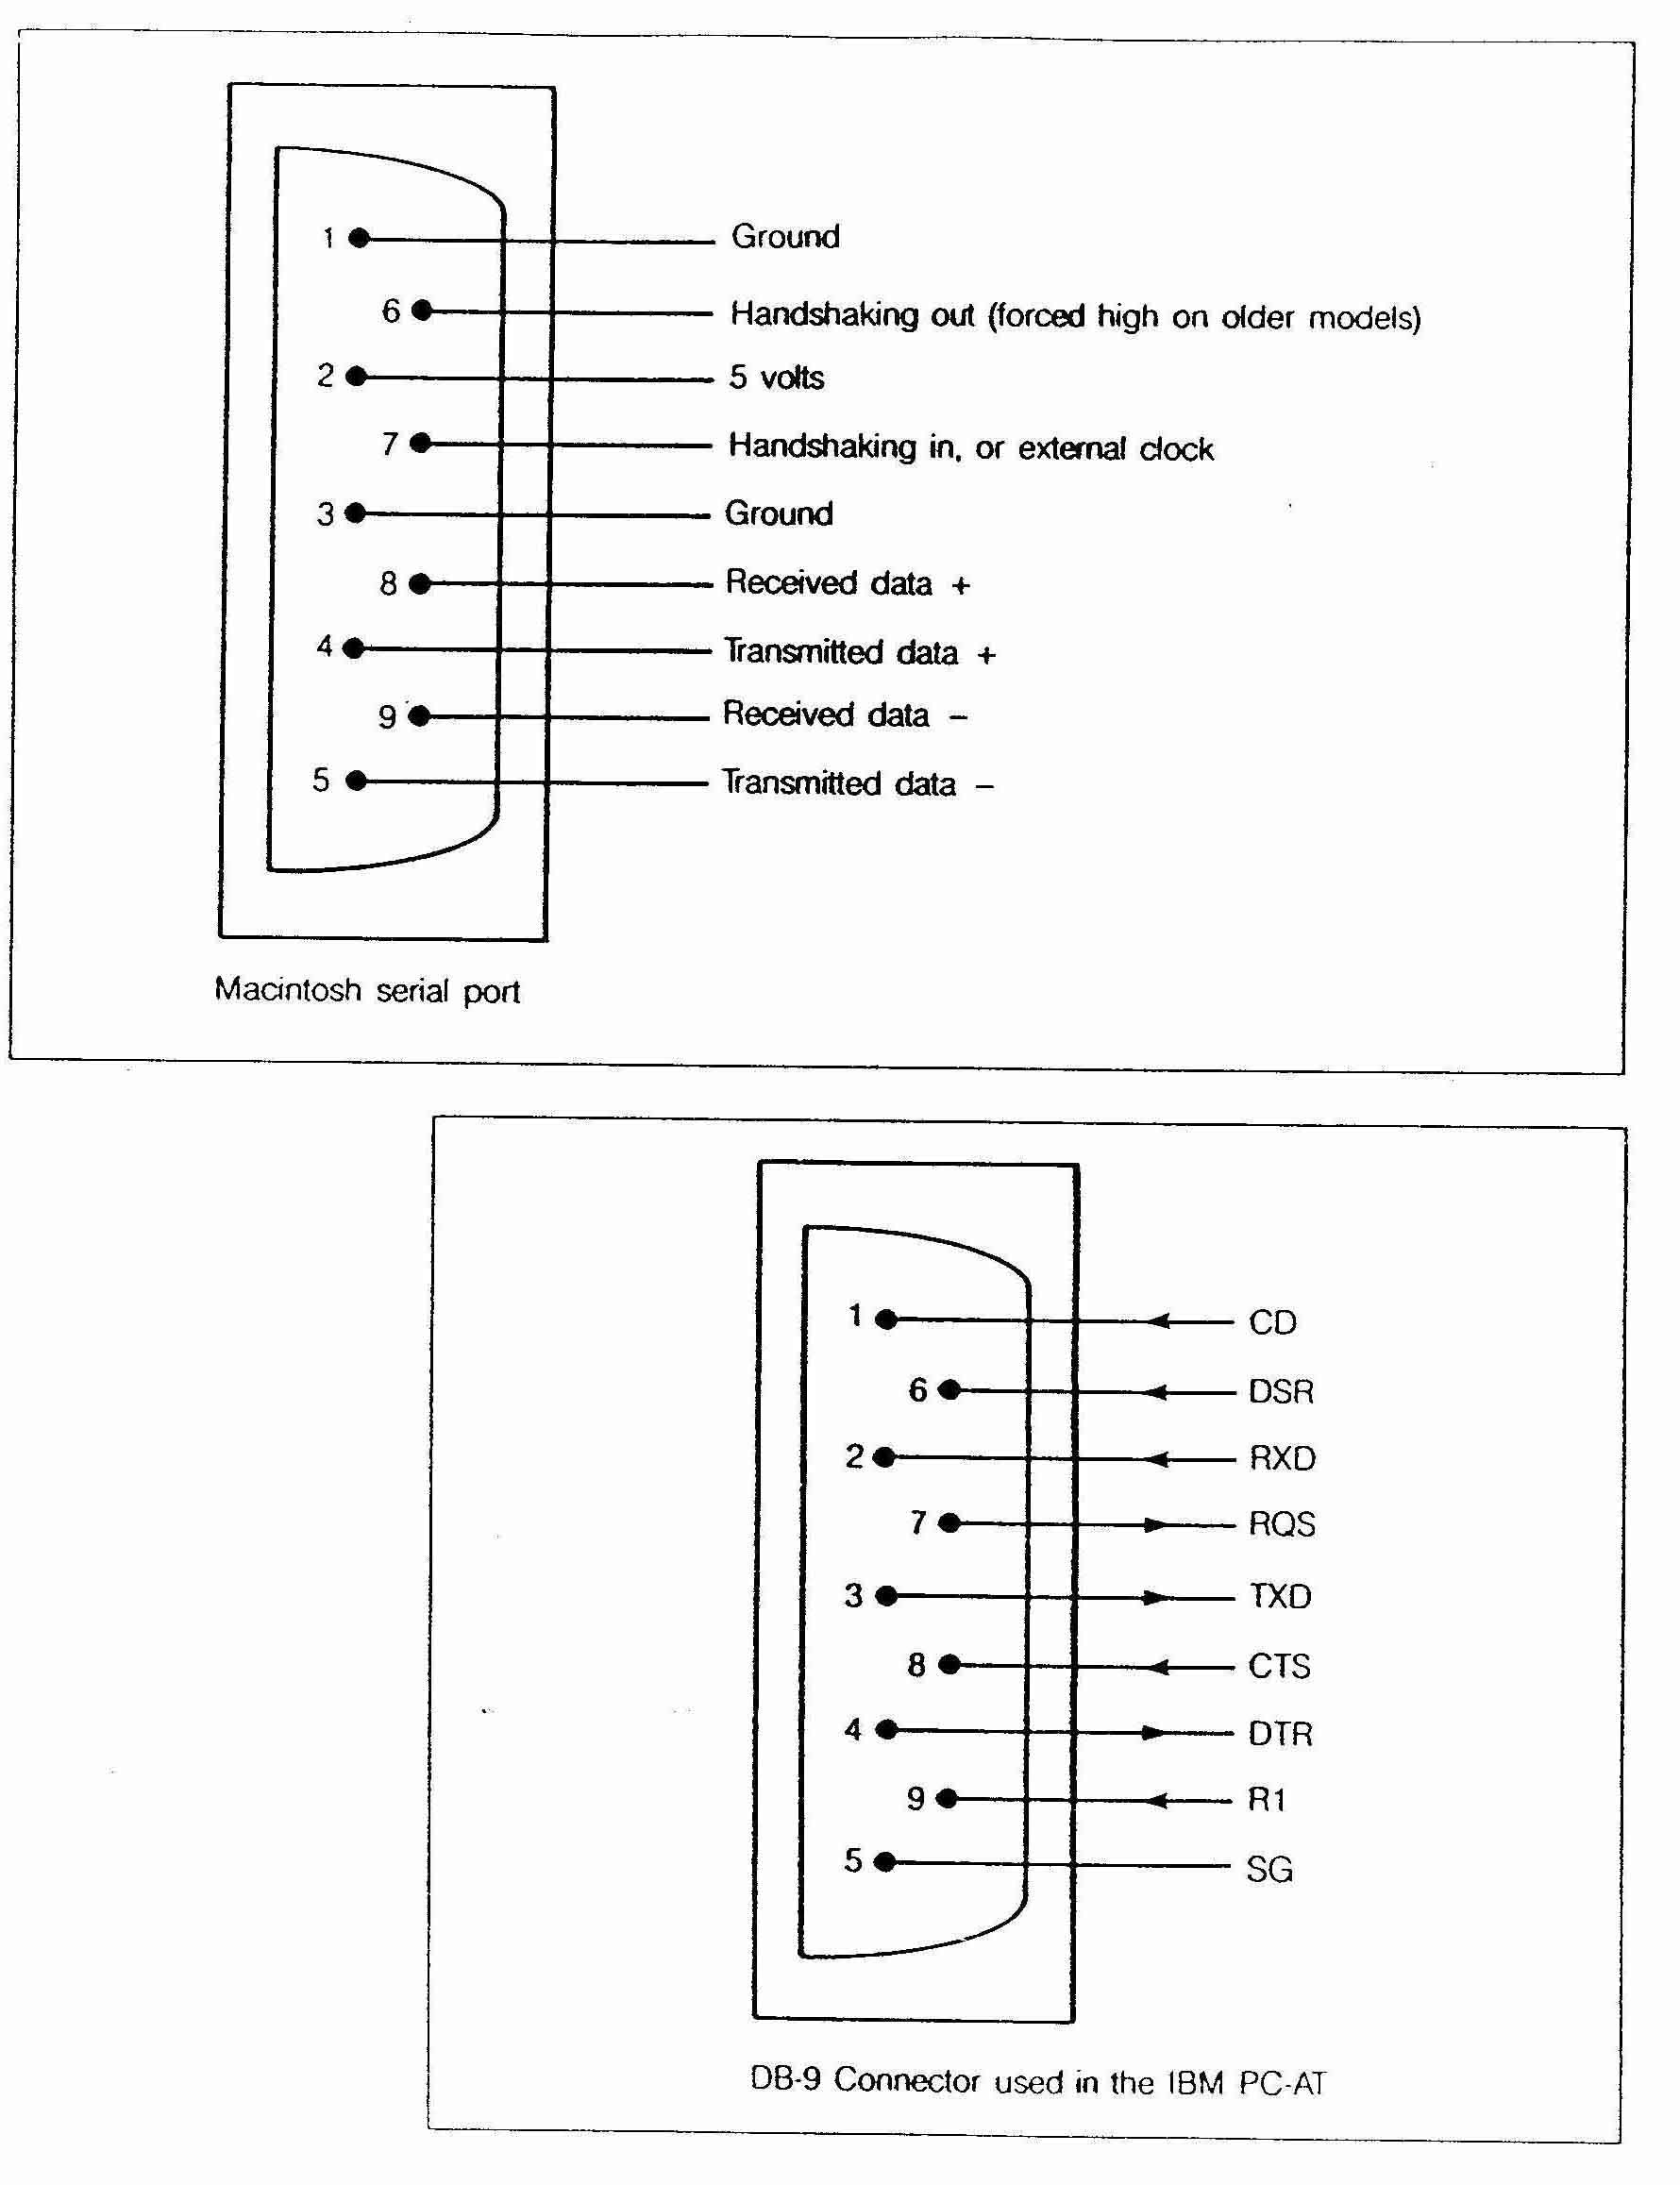 1 Ground
6 Handshaking out (forced high on older models)
2 5 volts
7 Handshaking in, or external clock
3 Ground
8 Received data +
4 Transmitted data +
9 Received data –
5 Transmitted data –
Macintosh serial port
1 CD
6 DSR
2 RXD
7 RQS
3 TXD
8 CTS
4 DTR
9 R1
5 SG
DB-9 Connector used in the IBM PC-AT